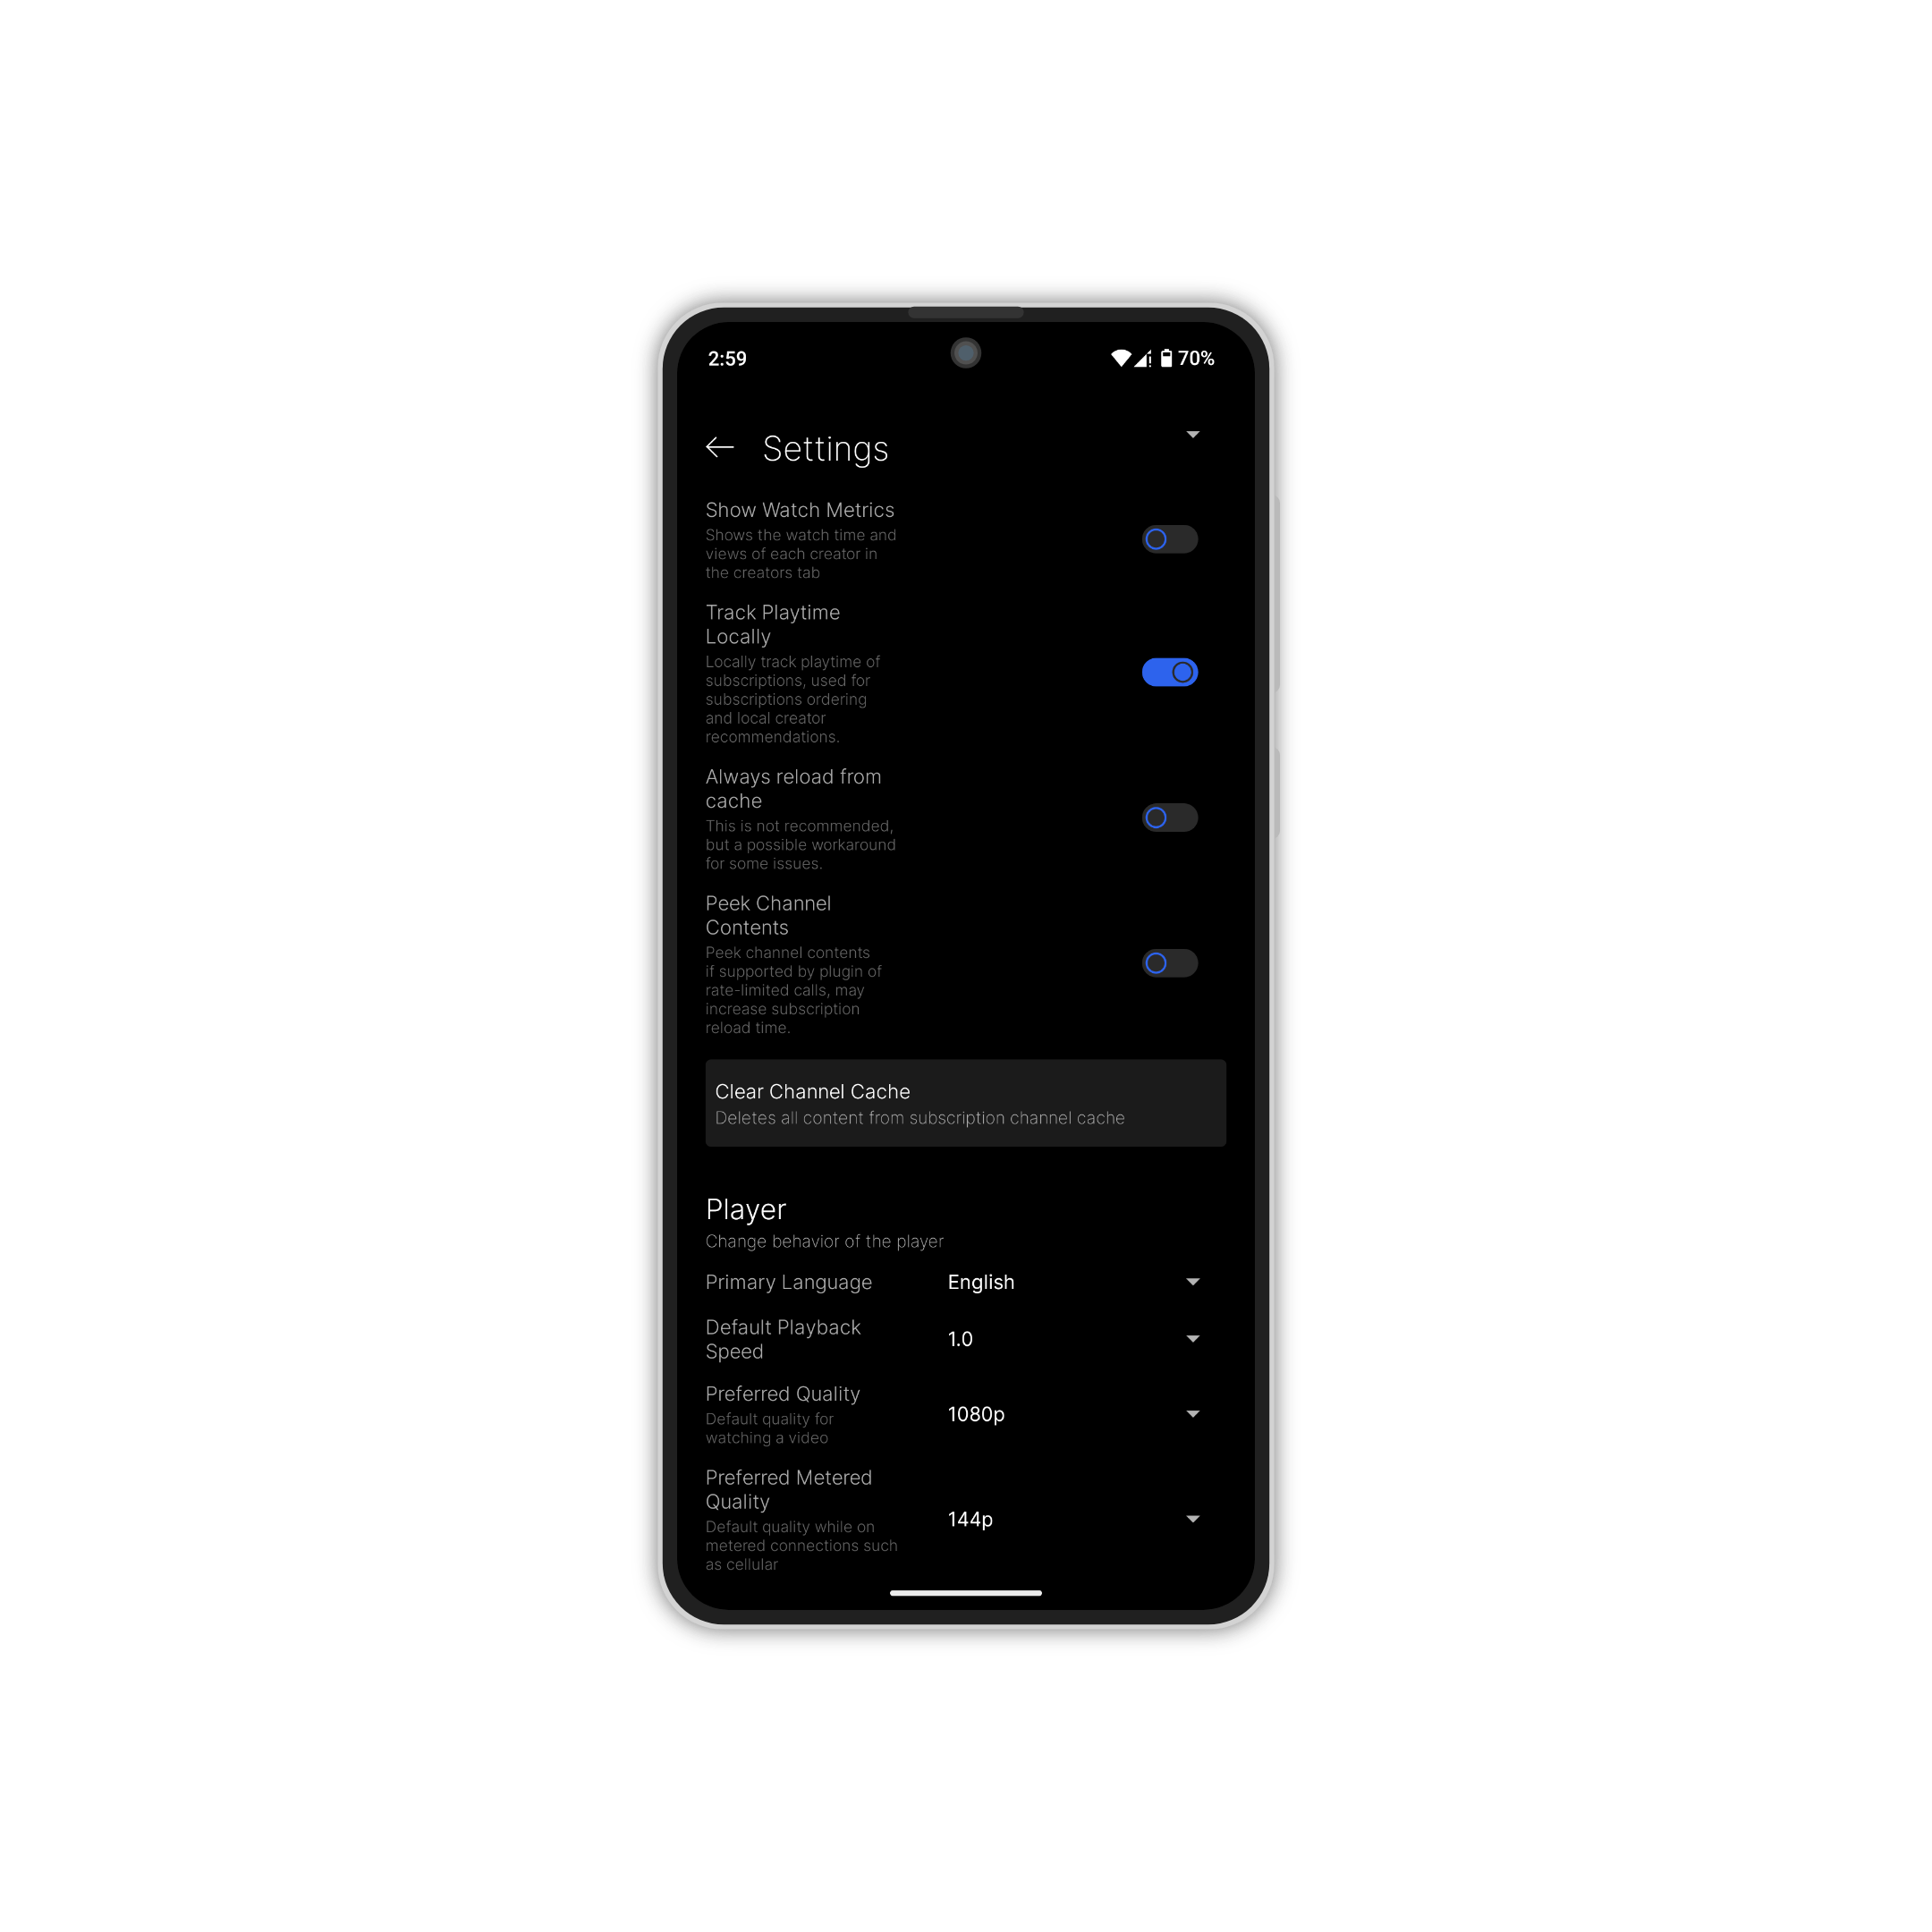 2:59
70%
Settings
Show Watch Metrics
Shows the watch time and
views of each creator in
the creators tab
Track Playtime
Locally
Locally track playtime of
subscriptions, used for
subscriptions ordering
and local creator
recommendations.
Always reload from
cache
This is not recommended,
but a possible workaround
for some issues.
Peek Channel
Contents
Peek channel contents
if supported by plugin of
rate-limited calls, may
increase subscription
reload time.
Clear Channel Cache
Deletes all content from subscription channel cache
Player
Change behavior of the player
Primary Language
English
Default Playback
Speed
1.0
Preferred Quality
Default quality for
watching a video
1080p
Preferred Metered
Quality
Default quality while on
metered connections such
as cellular
144p